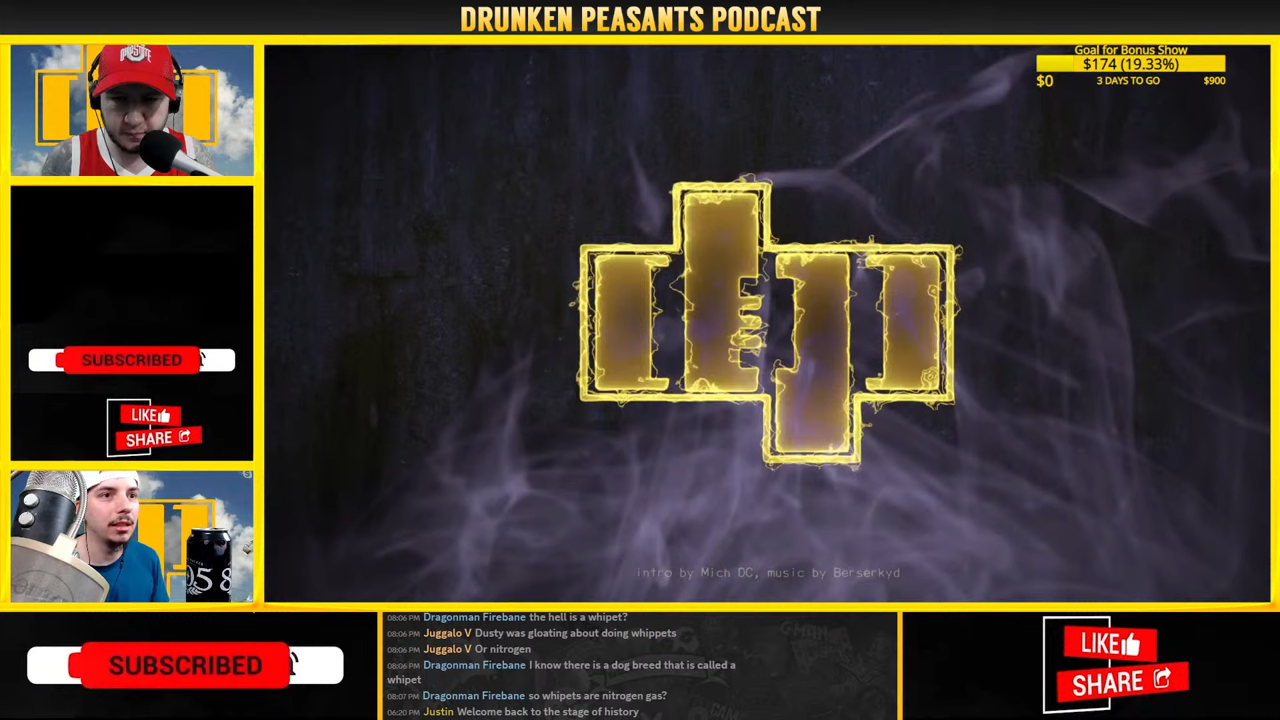 DRUNKEN PEASANTS PODCAST
Goal for Bonus Show
$174 (19.33%)
$0
3 DAYS TO GO
$900
SUBSCRIBED
LIKE
SHARE
intro by Mich DC, music by Berserkyd
SUBSCRIBED
08:06 PM Dragonman Firebane the hell is a whipet?
08:06 PM Juggalo V Dusty was gloating about doing whippets
08:06 PM Juggalo V Or nitrogen
08:06 PM Dragonman Firebane I know there is a dog breed that is called a
whipet
08:07 PM Dragonman Firebane so whipets are nitrogen gas?
06:20 PM Justin Welcome back to the stage of history
LIKE
SHARE